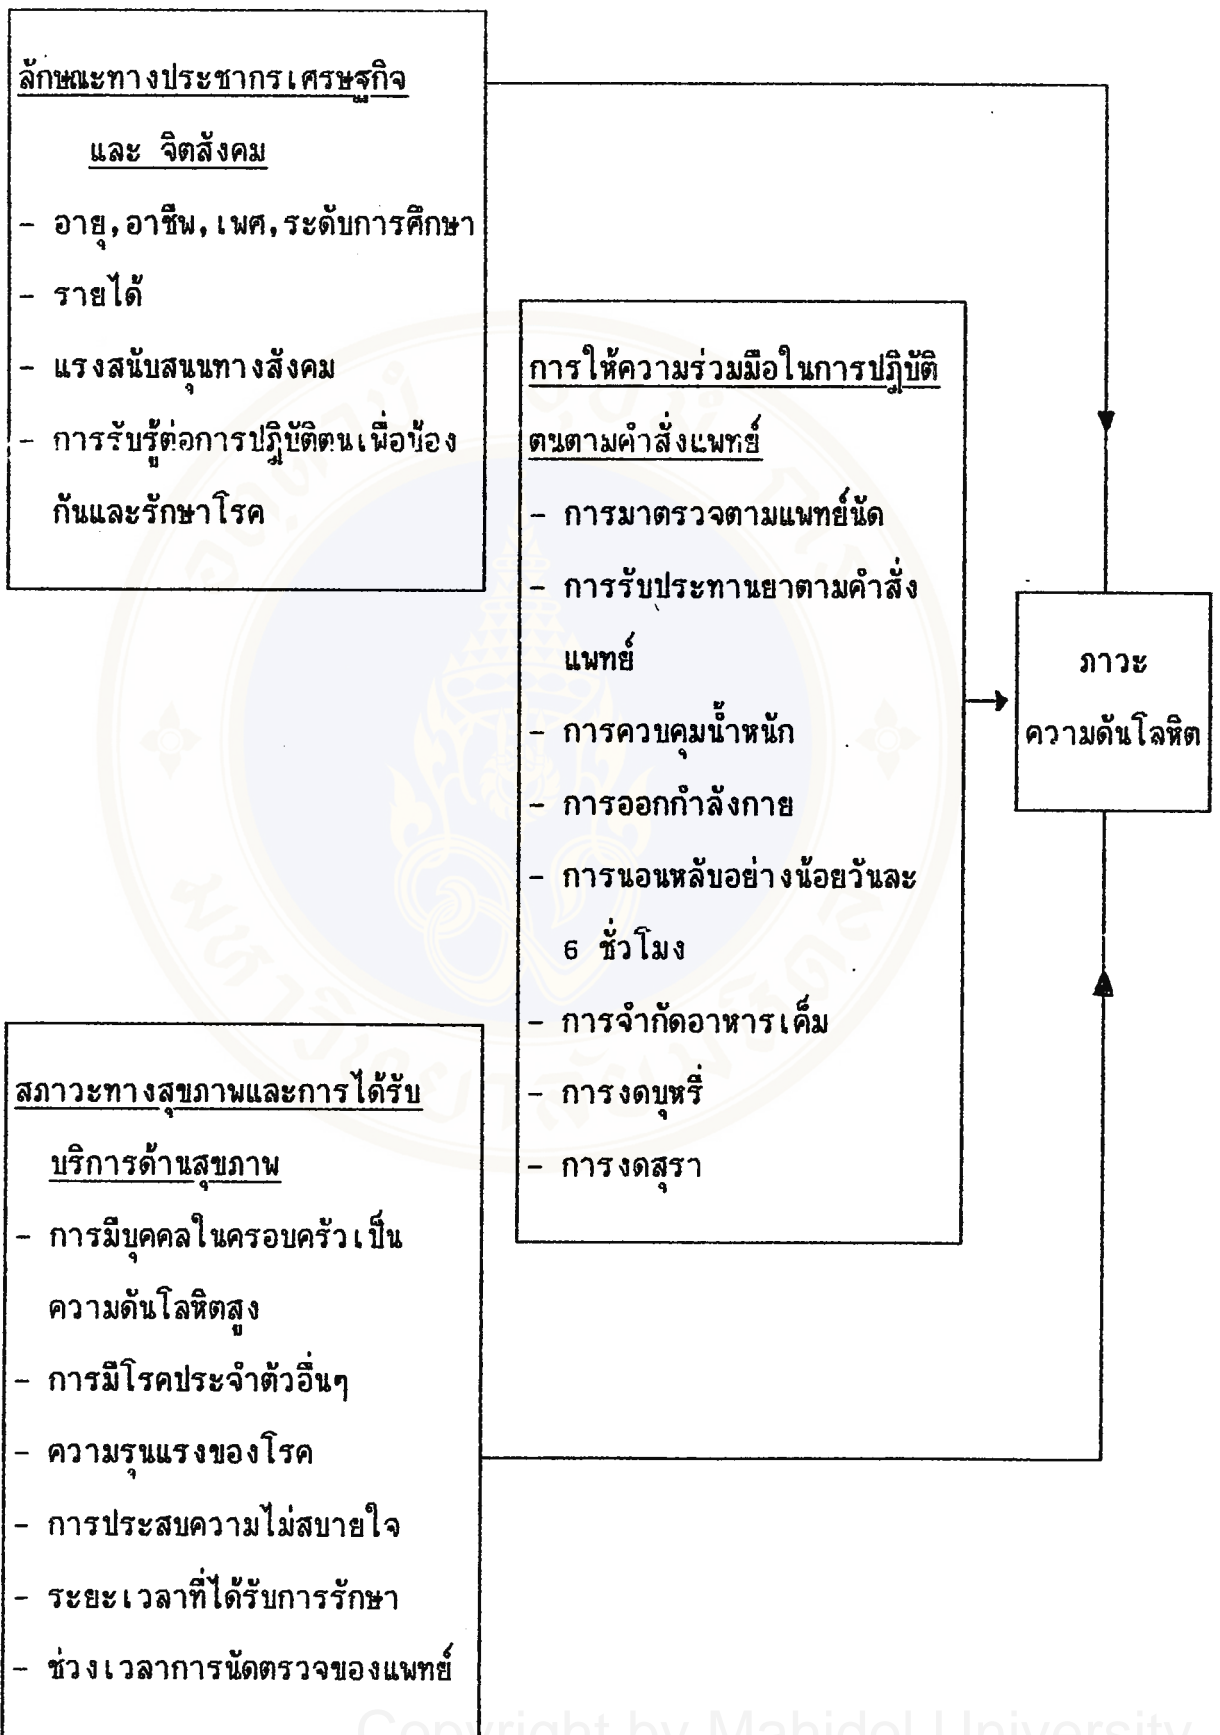 ลักษณะทางประชากรเศรษฐกิจ
และ จิตสังคม
- อายุ,อาชีพ,เพศ,ระดับการศึกษา
- รายได้
- แรงสนับสนุนทางสังคม
- การรับรู้ต่อการปฏิบัติตนเพื่อป้อง
กันและรักษาโรค
การให้ความร่วมมือในการปฏิบัติ
ตนตามคำสั่งแพทย์
- การมาตรวจตามแพทย์นัด
- การรับประทานยาตามคำสั่ง
แพทย์
- การควบคุมน้ำหนัก
- การออกกำลังกาย
- การนอนหลับอย่างน้อยวันละ
6 ชั่วโมง
- การจำกัดอาหารเค็ม
- การงดบุหรี่
- การงดสุรา
ภาวะ
ความดันโลหิต
สภาวะทางสุขภาพและการได้รับ
บริการด้านสุขภาพ
- การมีบุคคลในครอบครัวเป็น
ความดันโลหิตสูง
- การมีโรคประจำตัวอื่นๆ
- ความรุนแรงของโรค
- การประสบความไม่สบายใจ
- ระยะเวลาที่ได้รับการรักษา
- ช่วงเวลาการนัดตรวจของแพทย์
มหาวิทยาลัยมหิดล
Copyright by Mahidol University